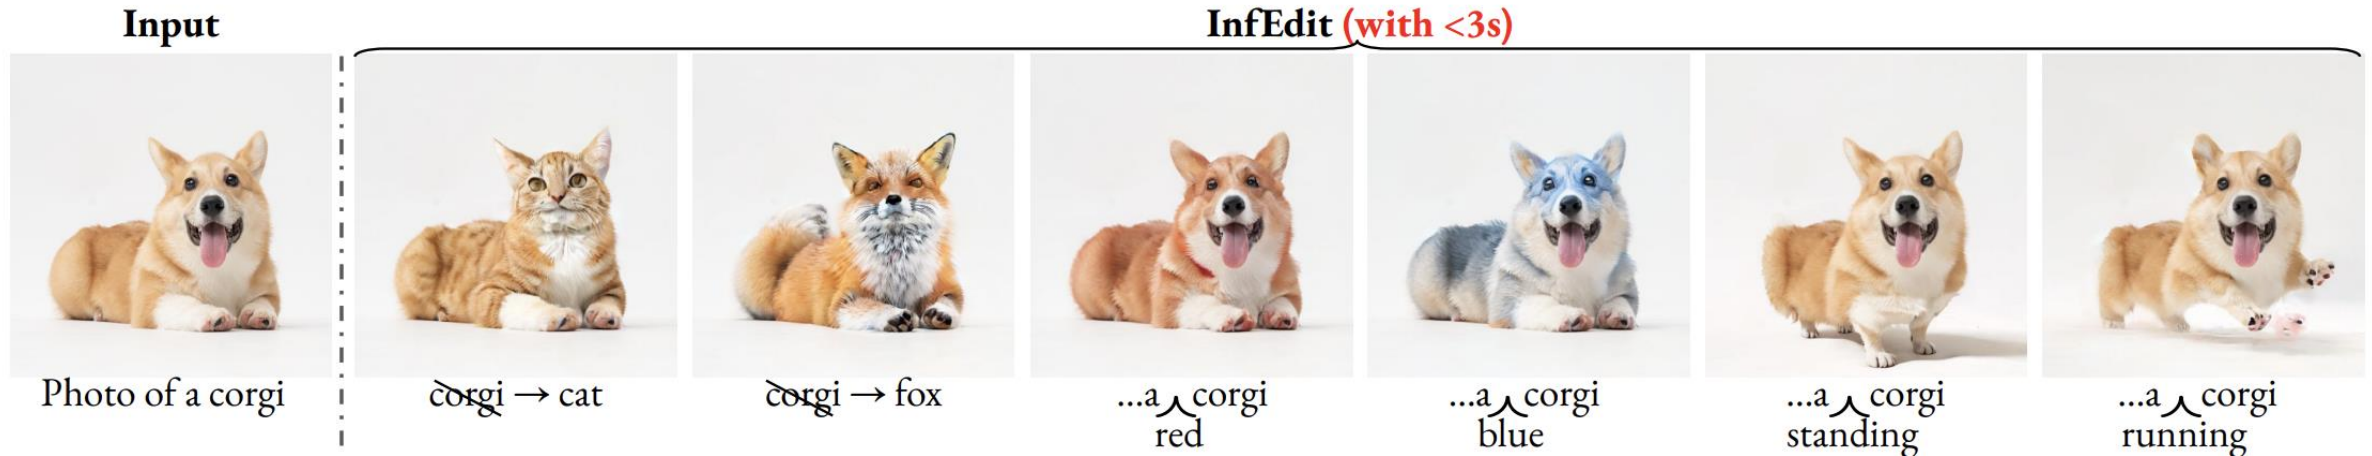 Input
InfEdit (with <3s)
Photo of a corgi
corgi → cat
corgi → fox
...a corgi
red
...a corgi
blue
...a corgi
standing
...a corgi
running